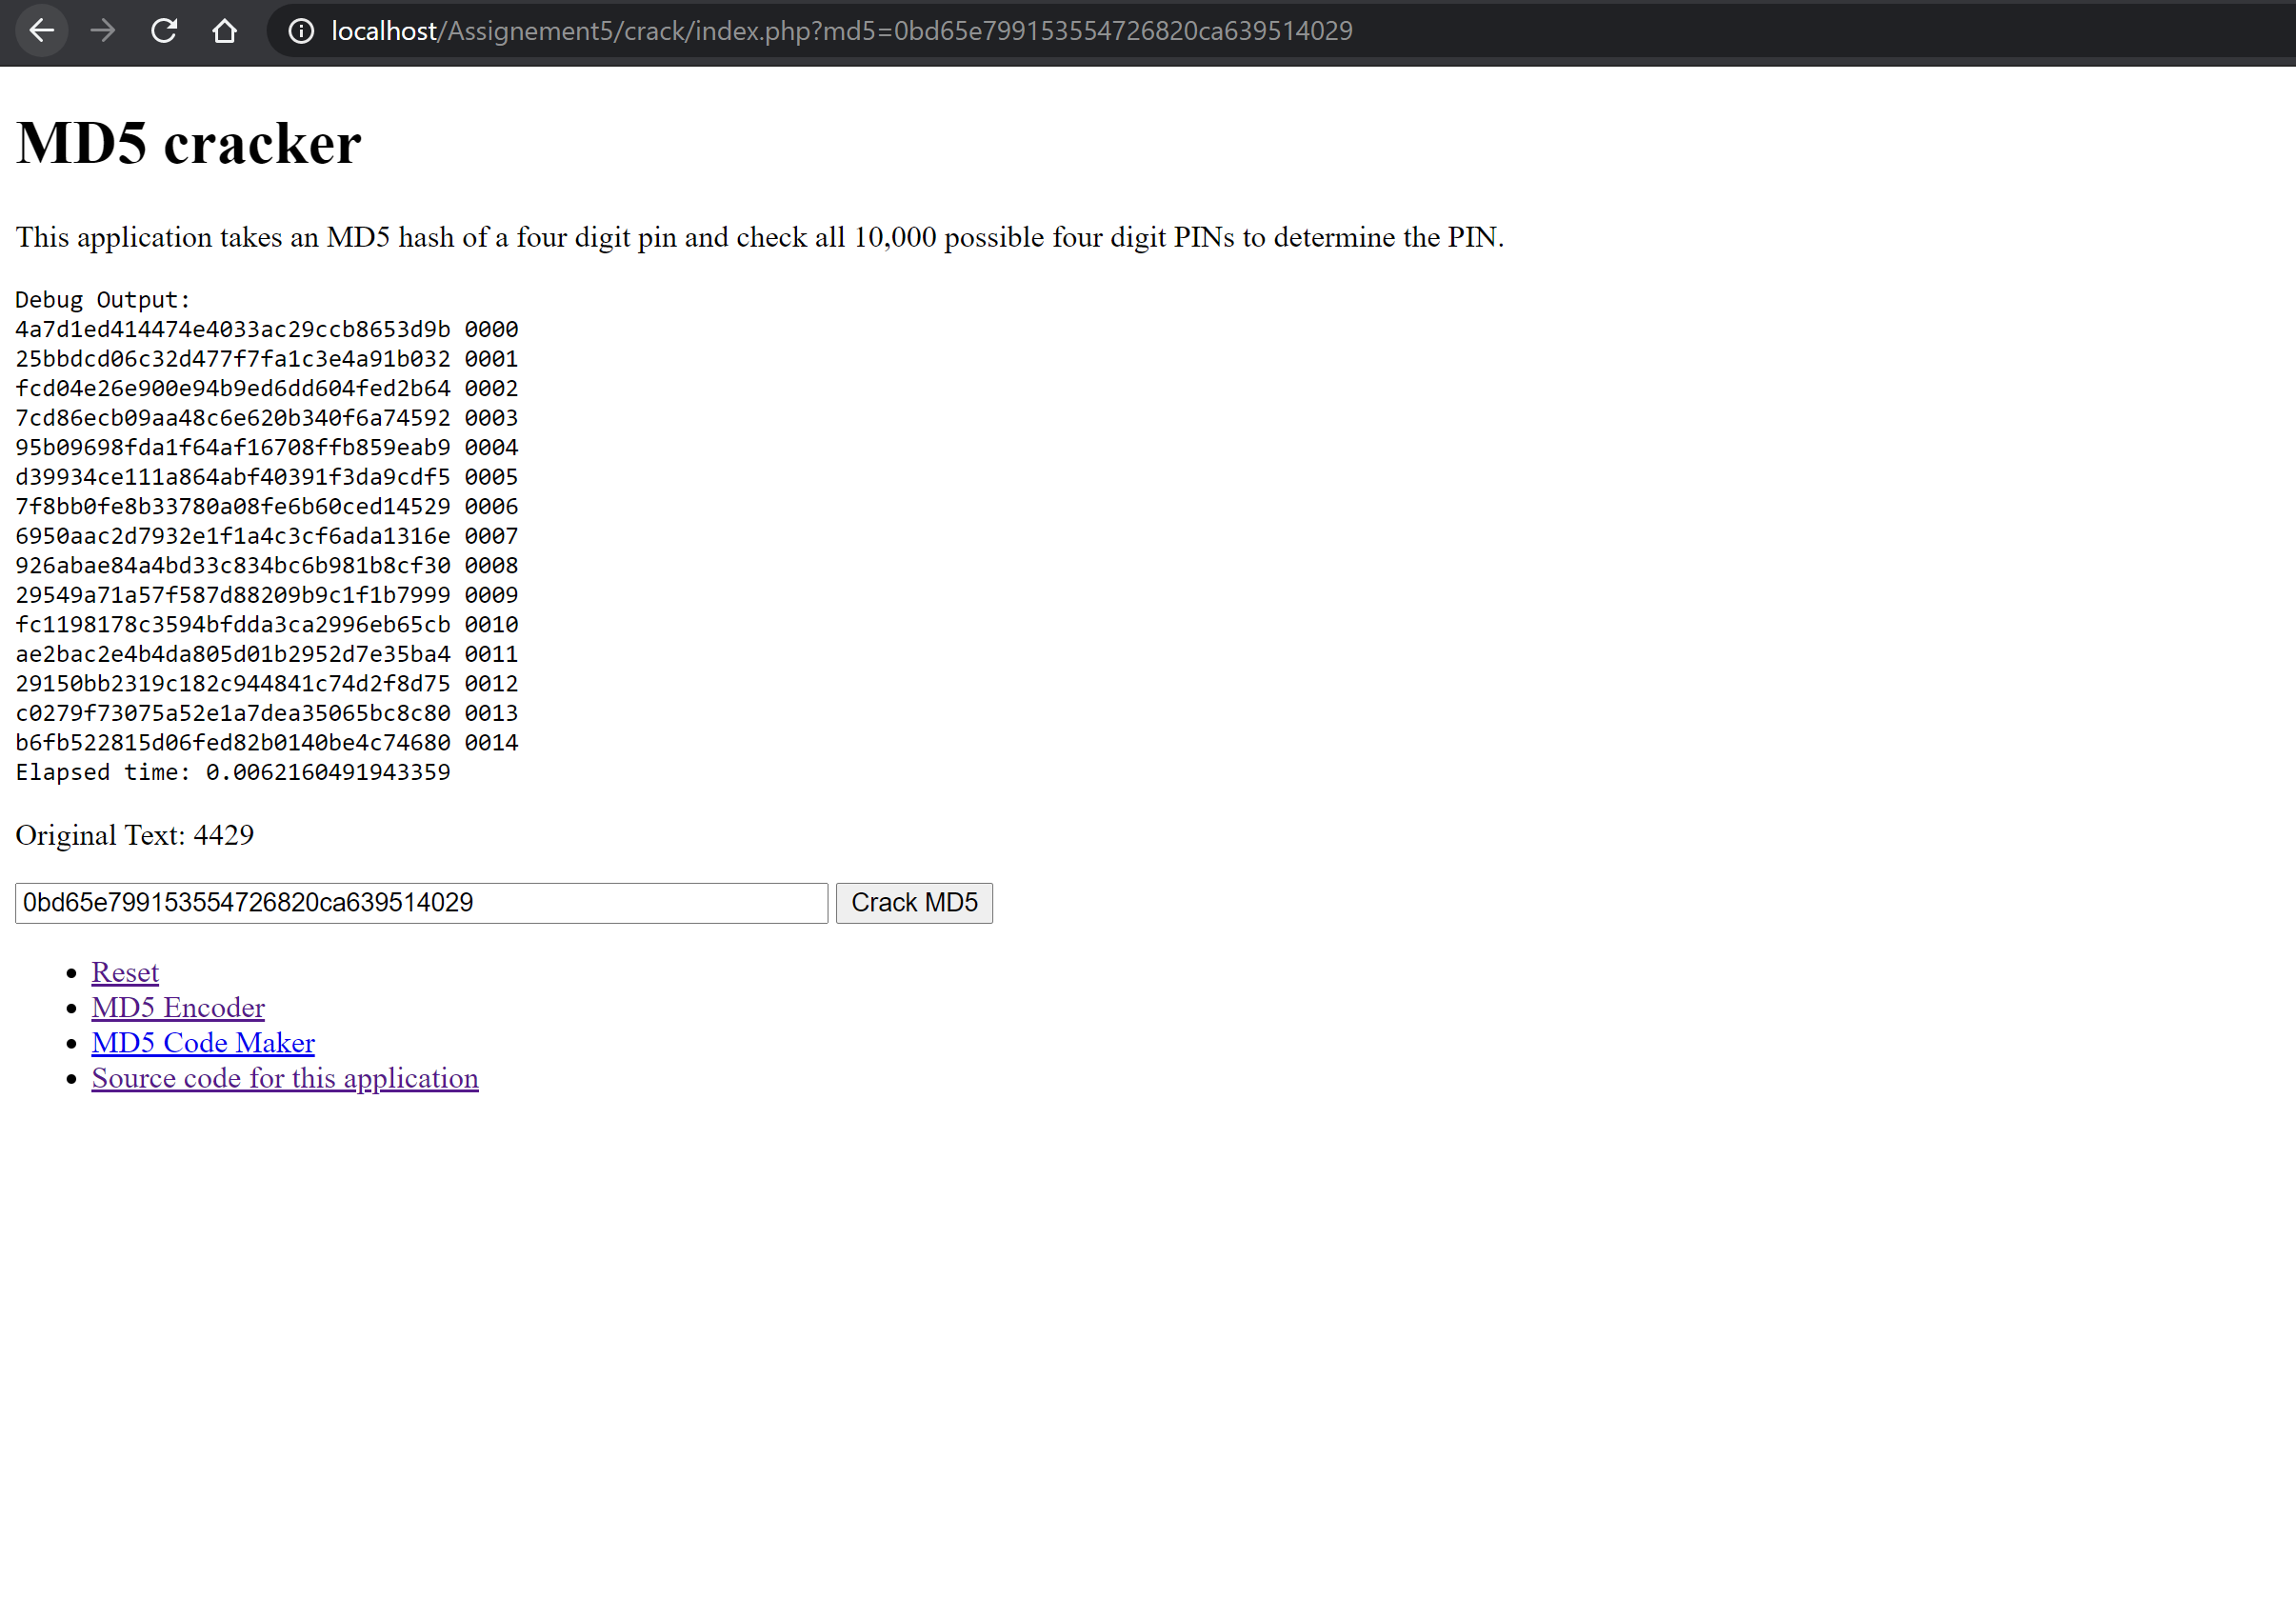 localhost/Assignement5/crack/index.php?md5=0bd65e799153554726820ca639514029
MD5 cracker
This application takes an MD5 hash of a four digit pin and check all 10,000 possible four digit PINs to determine the PIN.
Debug Output:
4a7d1ed414474e4033ac29ccb8653d9b 0000
25bbdcd06c32d477f7fa1c3e4a91b032 0001
fcd04e26e900e94b9ed6dd604fed2b64 0002
7cd86ecb09aa48c6e620b340f6a74592 0003
95b09698fda1f64af16708ffb859eab9 0004
d39934ce111a864abf40391f3da9cdf5 0005
7f8bb0fe8b33780a08fe6b60ced14529 0006
6950aac2d7932e1f1a4c3cf6ada1316e 0007
926abae84a4bd33c834bc6b981b8cf30 0008
29549a71a57f587d88209b9c1f1b7999 0009
fc1198178c3594bfdda3ca2996eb65cb 0010
ae2bac2e4b4da805d01b2952d7e35ba4 0011
29150bb2319c182c944841c74d2f8d75 0012
c0279f73075a52e1a7dea35065bc8c80 0013
b6fb522815d06fed82b0140be4c74680 0014
Elapsed time: 0.0062160491943359
Original Text: 4429
0bd65e799153554726820ca639514029 Crack MD5
Reset
MD5 Encoder
MD5 Code Maker
Source code for this application